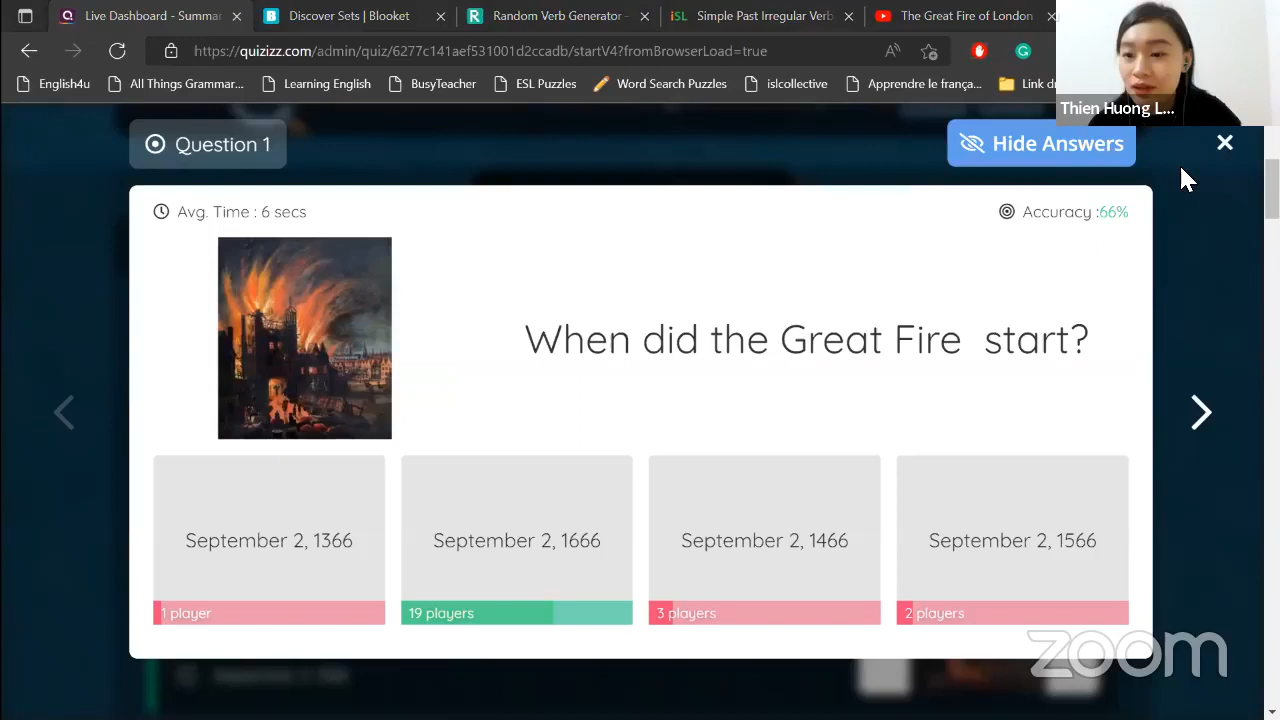 Live Dashboard - Summar
Discover Sets | Blooket
Random Verb Generator -
iSL Simple Past Irregular Verb
The Great Fire of London
https://quizizz.com/admin/quiz/6277c141aef531001d2ccadb/startV4?fromBrowserLoad=true
English4u
All Things Grammar...
Learning English
BusyTeacher
ESL Puzzles
Word Search Puzzles
islcollective
Apprendre le frança...
Thien Huong L...
Question 1
Hide Answers
Avg. Time : 6 secs
Accuracy :66%
When did the Great Fire start?
September 2, 1366
September 2, 1666
September 2, 1466
September 2, 1566
1 player
19 players
3 players
2 players
zoom